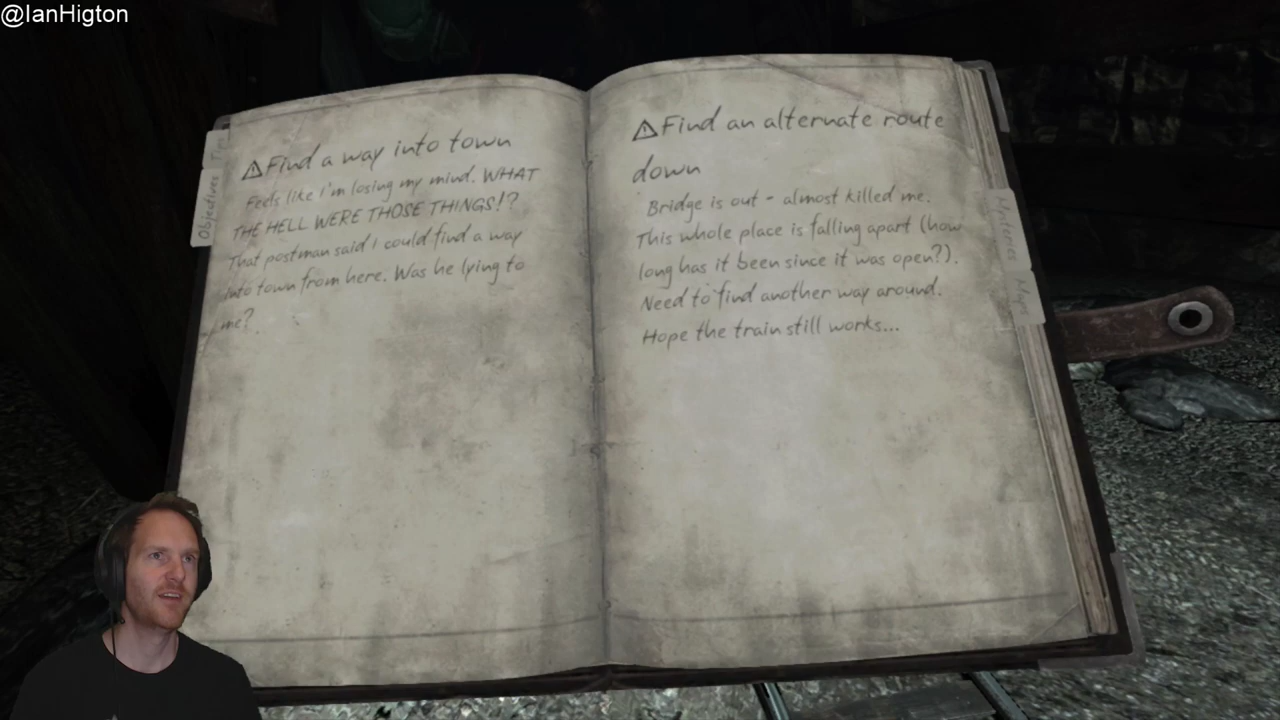 @IanHigton
Find a way into town
Feels like I'm losing my mind. WHAT
THE HELL WERE THOSE THINGS!?
That postman said I could find a way
into town from here. Was he lying to
me?
Objectives
Find an alternate route
down
Bridge is out - almost killed me.
This whole place is falling apart (how
long has it been since it was open?).
Need to find another way around.
Hope the train still works...
Mysteries